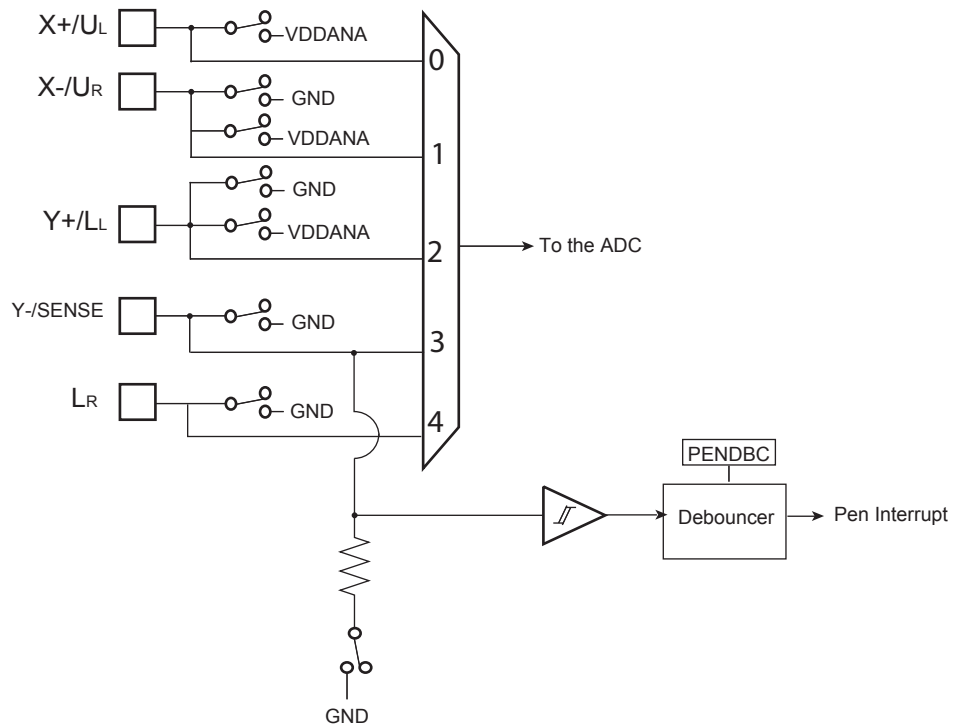 X+/UL
VDDANA
0
X-/UR
GND
VDDANA
1
GND
Y+/LL
VDDANA
2
To the ADC
Y-/SENSE
GND
3
LR
GND
4
PENDBC
Debouncer
Pen Interrupt
GND